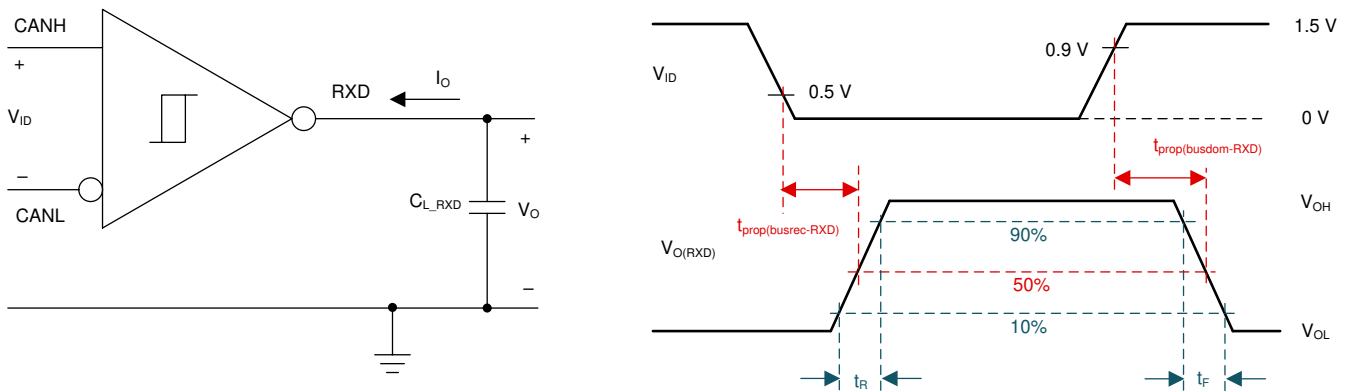 CANH
+
V_ID
–
CANL
RXD
I_O
+
C_L_RXD
V_O
–
V_ID
0.5 V
0.9 V
1.5 V
0 V
t_prop(busrec-RXD)
t_prop(busdom-RXD)
V_O(RXD)
90%
50%
10%
V_OH
V_OL
t_R
t_F